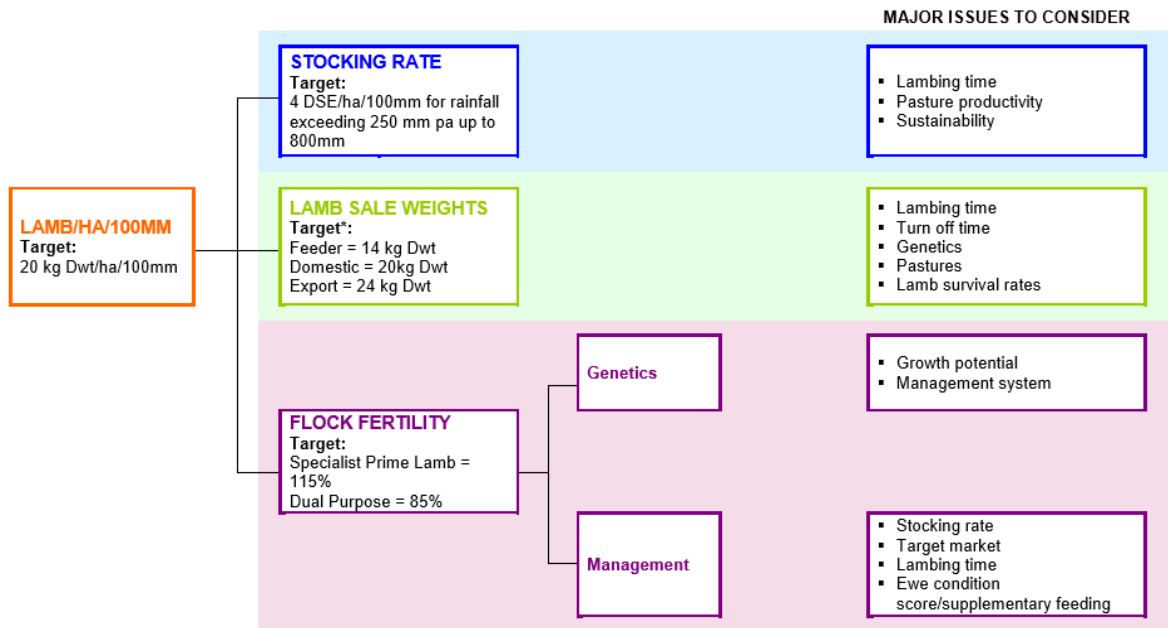 MAJOR ISSUES TO CONSIDER
STOCKING RATE
Target:
4 DSE/ha/100mm for rainfall
exceeding 250 mm pa up to
800mm
▪ Lambing time
▪ Pasture productivity
▪ Sustainability
LAMB/HA/100MM
Target:
20 kg Dwt/ha/100mm
LAMB SALE WEIGHTS
Target*:
Feeder = 14 kg Dwt
Domestic = 20kg Dwt
Export = 24 kg Dwt
▪ Lambing time
▪ Turn off time
▪ Genetics
▪ Pastures
▪ Lamb survival rates
FLOCK FERTILITY
Target:
Specialist Prime Lamb =
115%
Dual Purpose = 85%
Genetics
▪ Growth potential
▪ Management system
Management
▪ Stocking rate
▪ Target market
▪ Lambing time
▪ Ewe condition
score/supplementary feeding